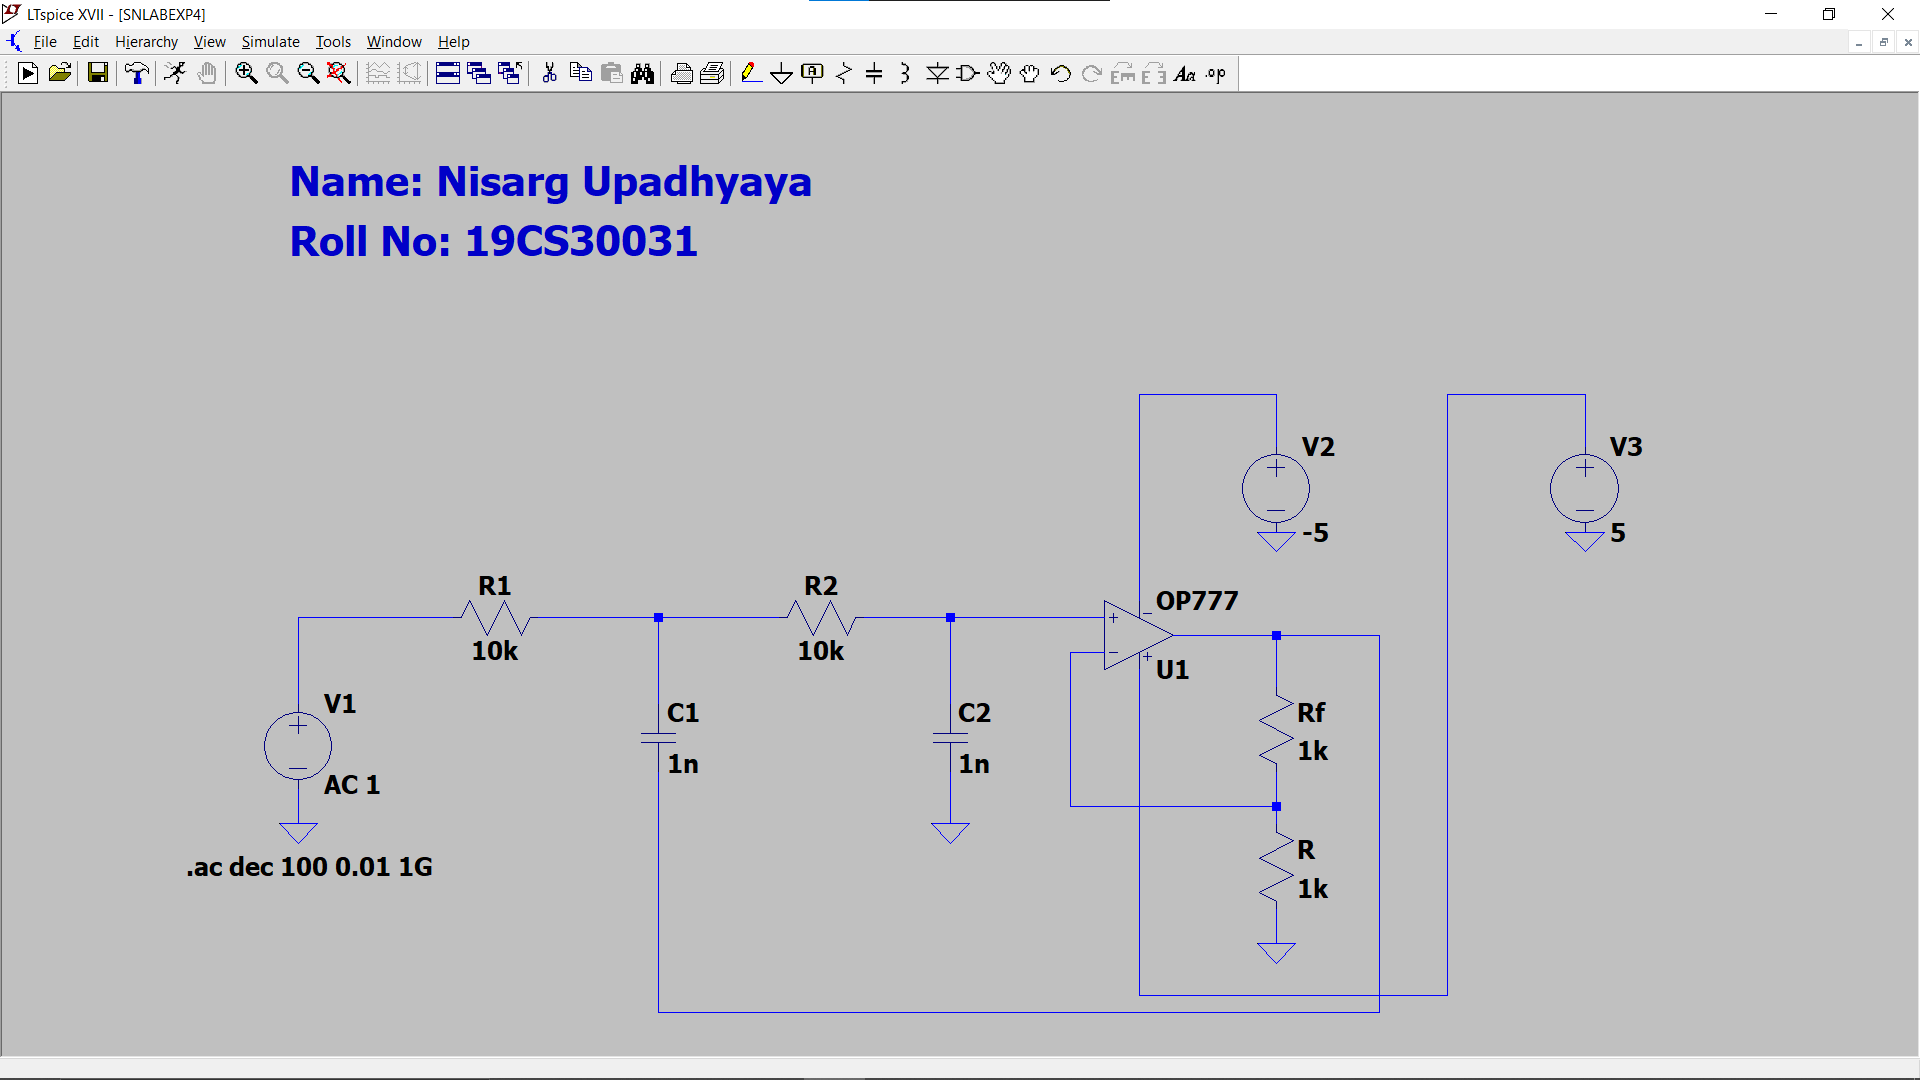 LTspice XVII - [SNLABEXP4]
File Edit Hierarchy View Simulate Tools Window Help
Name: Nisarg Upadhyaya
Roll No: 19CS30031
V2
-5
V3
5
R1
10k
R2
10k
OP777
U1
V1
AC 1
C1
1n
C2
1n
Rf
1k
R
1k
.ac dec 100 0.01 1G